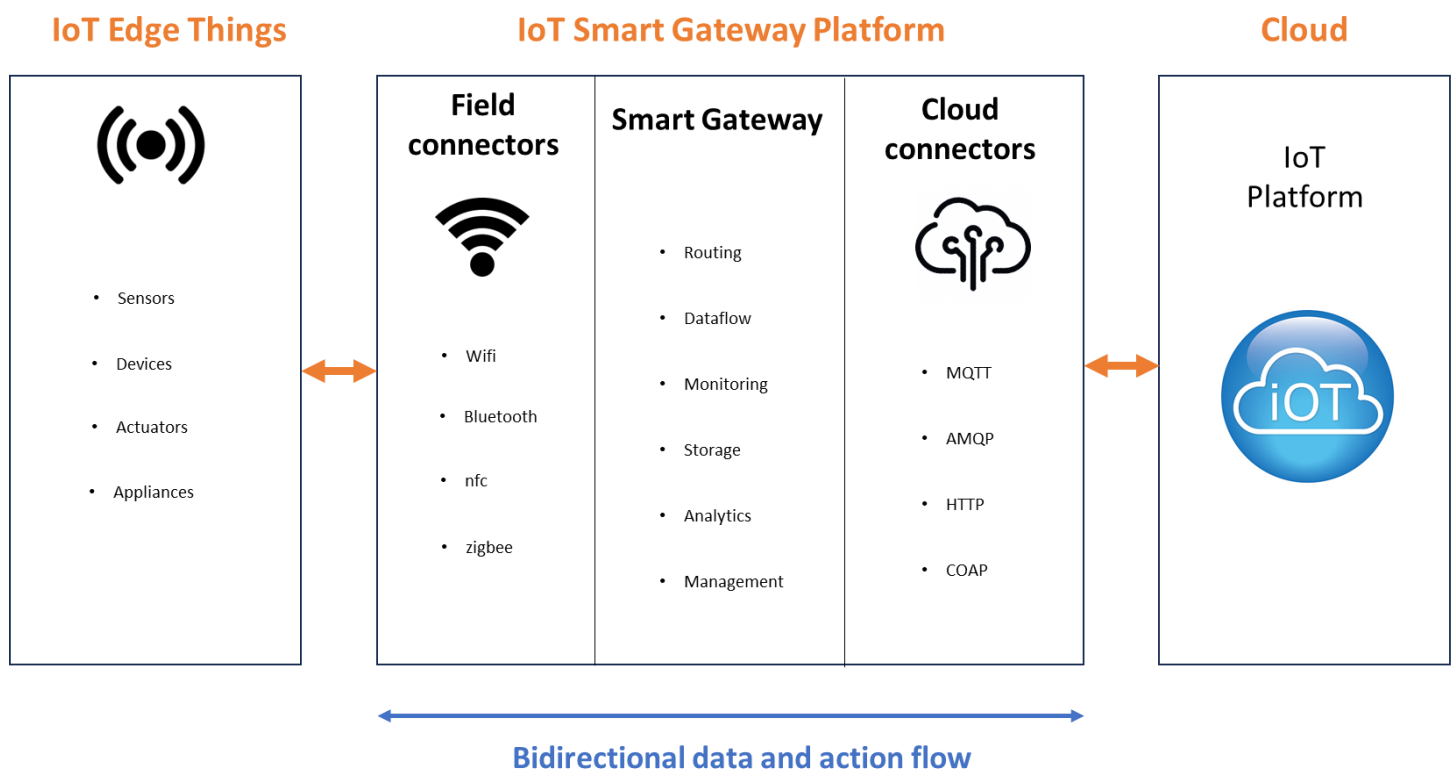 IoT Edge Things
IoT Smart Gateway Platform
Cloud
Sensors
Devices
Actuators
Appliances
Field
connectors
Wifi
Bluetooth
nfc
zigbee
Smart Gateway
Routing
Dataflow
Monitoring
Storage
Analytics
Management
Cloud
connectors
MQTT
AMQP
HTTP
COAP
IoT
Platform
iOT
Bidirectional data and action flow